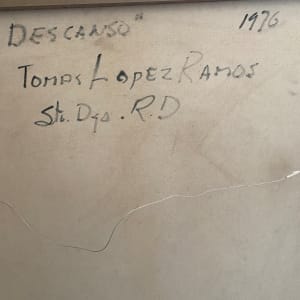 DESCANSO" 1976
TOMAS LOPEZ RAMOS
Sto. Dgo. R.D